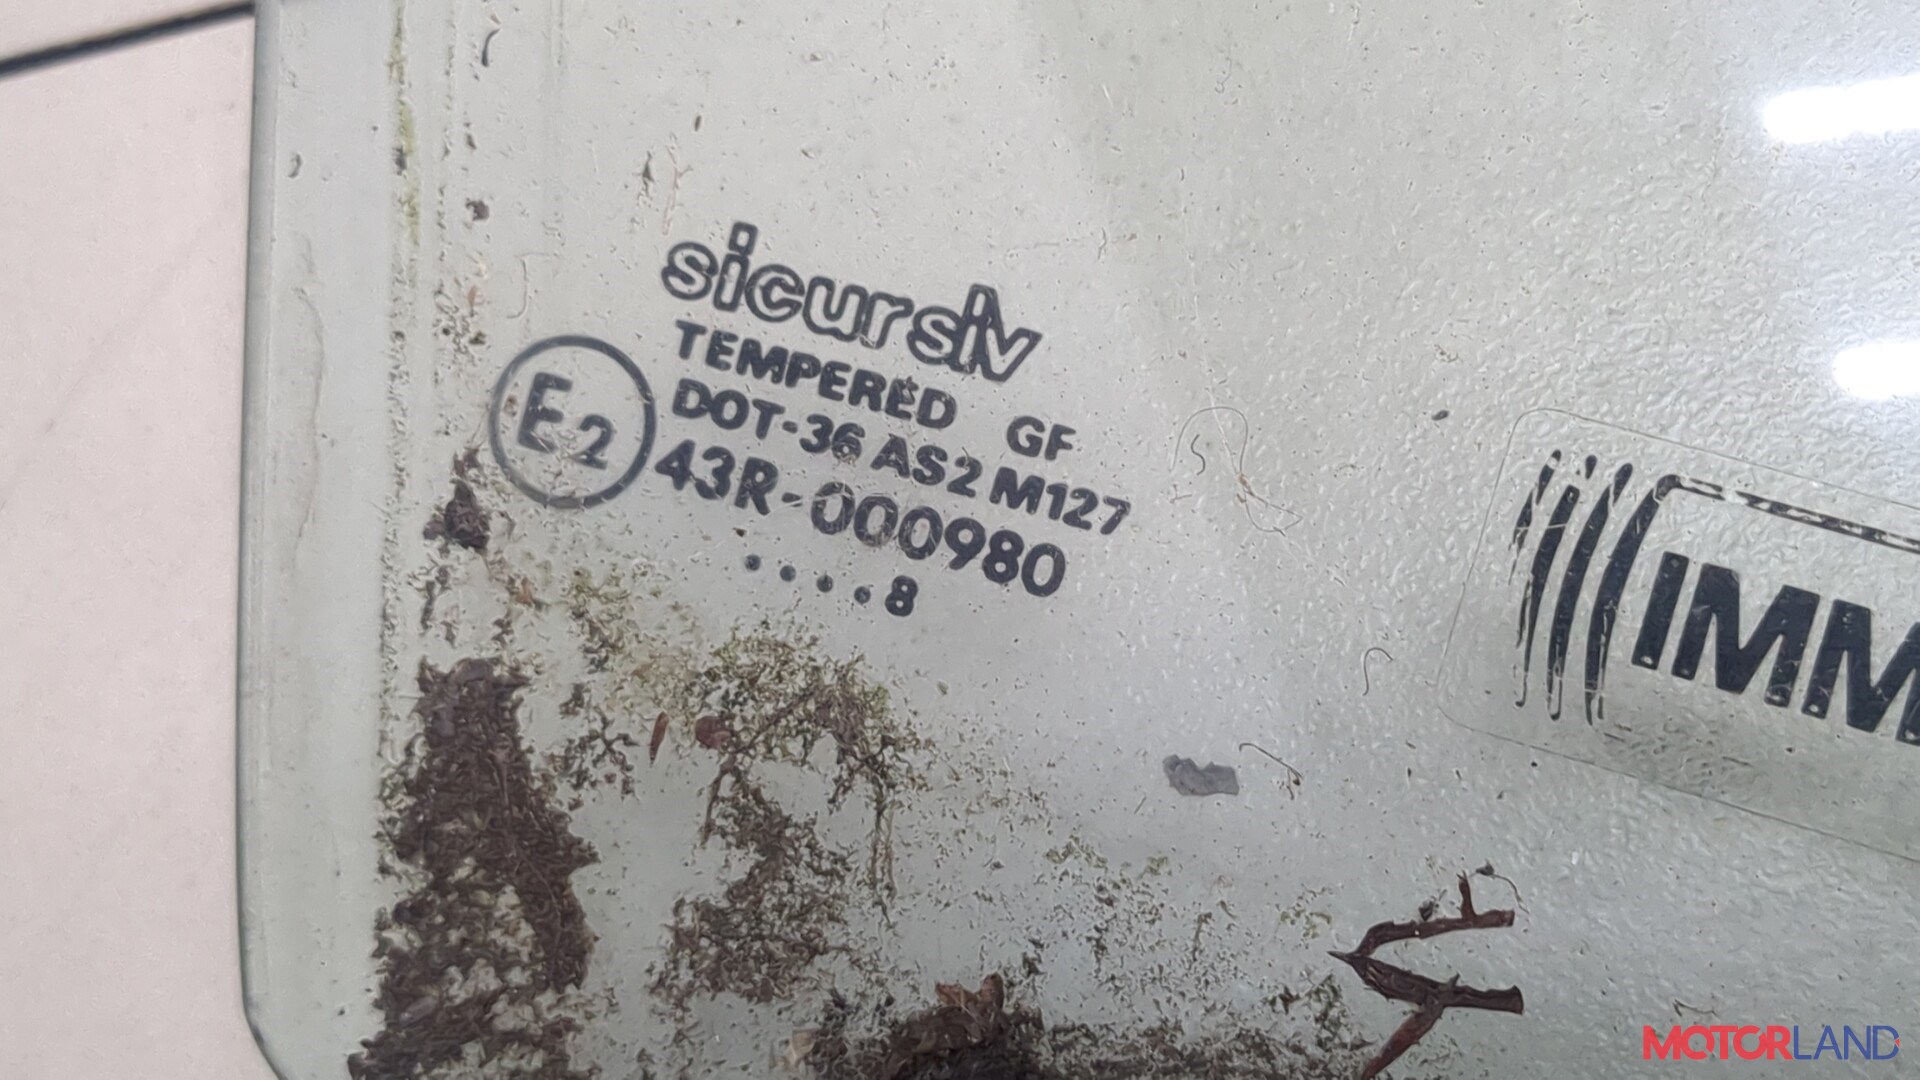 sicursiv
TEMPERED GF
E2
DOT-36 AS2 M127
43R-000980
....8
IMM
MOTORLAND